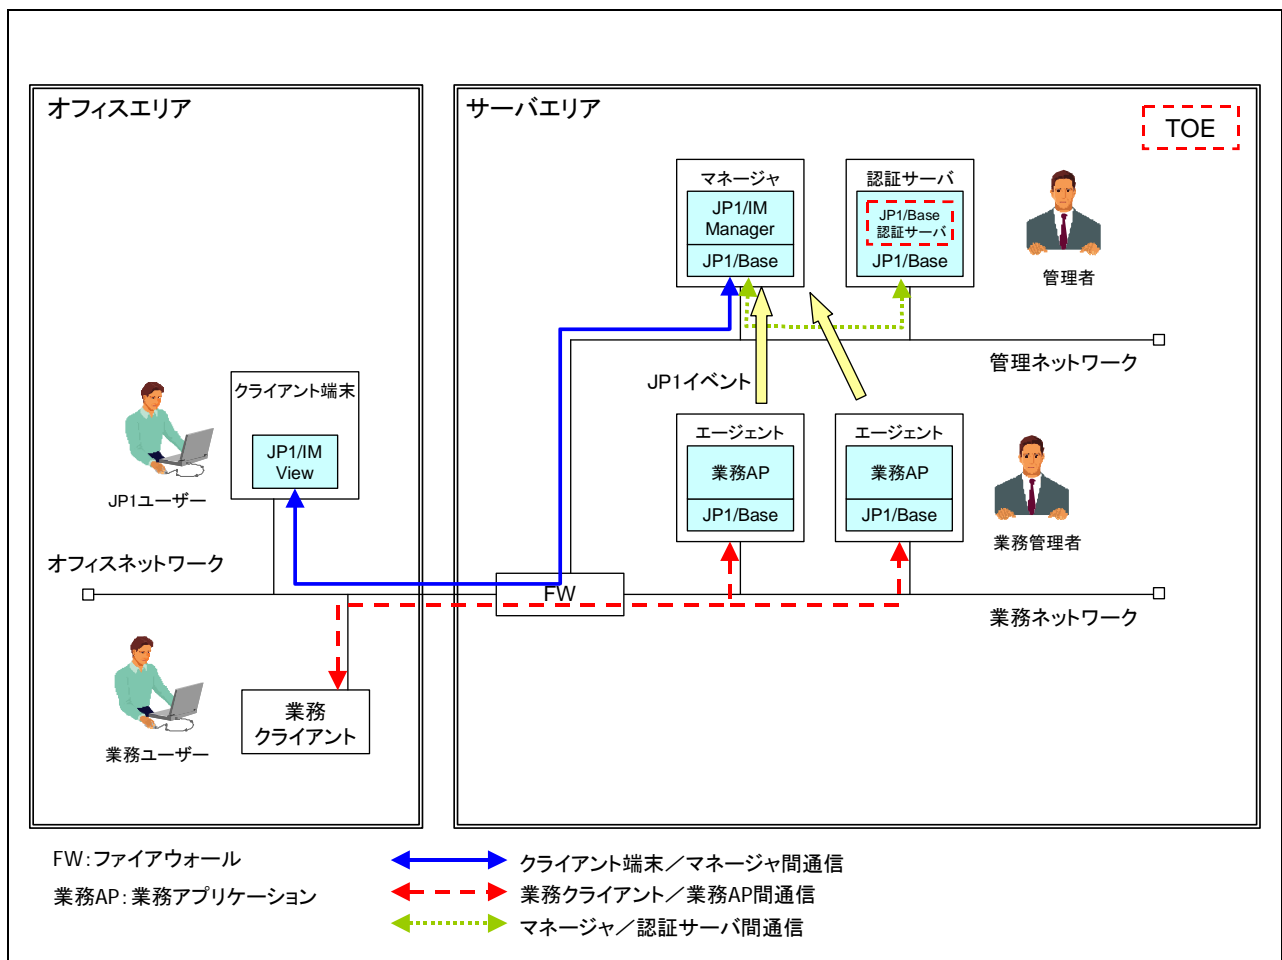 オフィスエリア
サーバエリア
TOE
マネージャ
JP1/IM
Manager
JP1/Base
認証サーバ
JP1/Base
認証サーバ
JP1/Base
管理者
管理ネットワーク
JP1イベント
クライアント端末
JP1/IM
View
JP1ユーザー
エージェント
業務AP
JP1/Base
エージェント
業務AP
JP1/Base
業務管理者
オフィスネットワーク
FW
業務ネットワーク
業務
クライアント
業務ユーザー
FW:ファイアウォール
業務AP:業務アプリケーション
クライアント端末／マネージャ間通信
業務クライアント／業務AP間通信
マネージャ／認証サーバ間通信